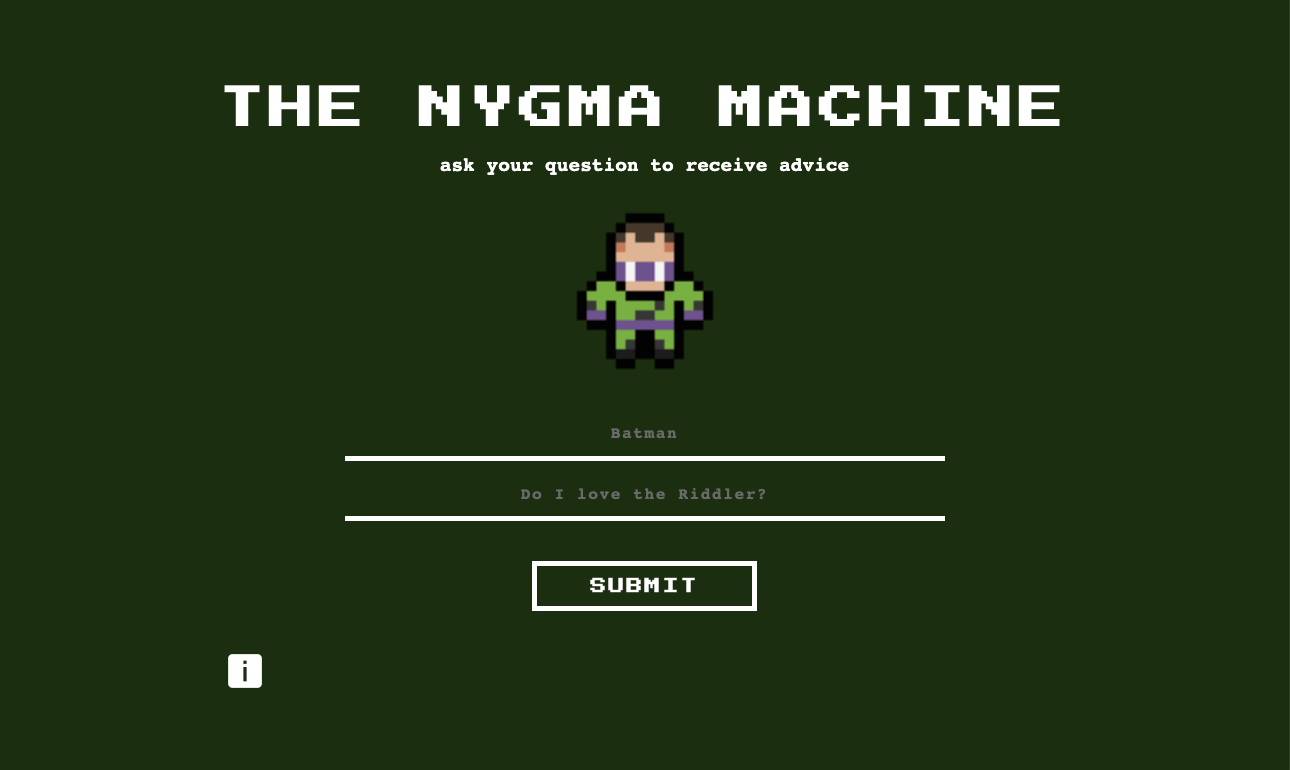 THE NYGMA MACHINE
ask your question to receive advice
Batman
Do I love the Riddler?
SUBMIT
i